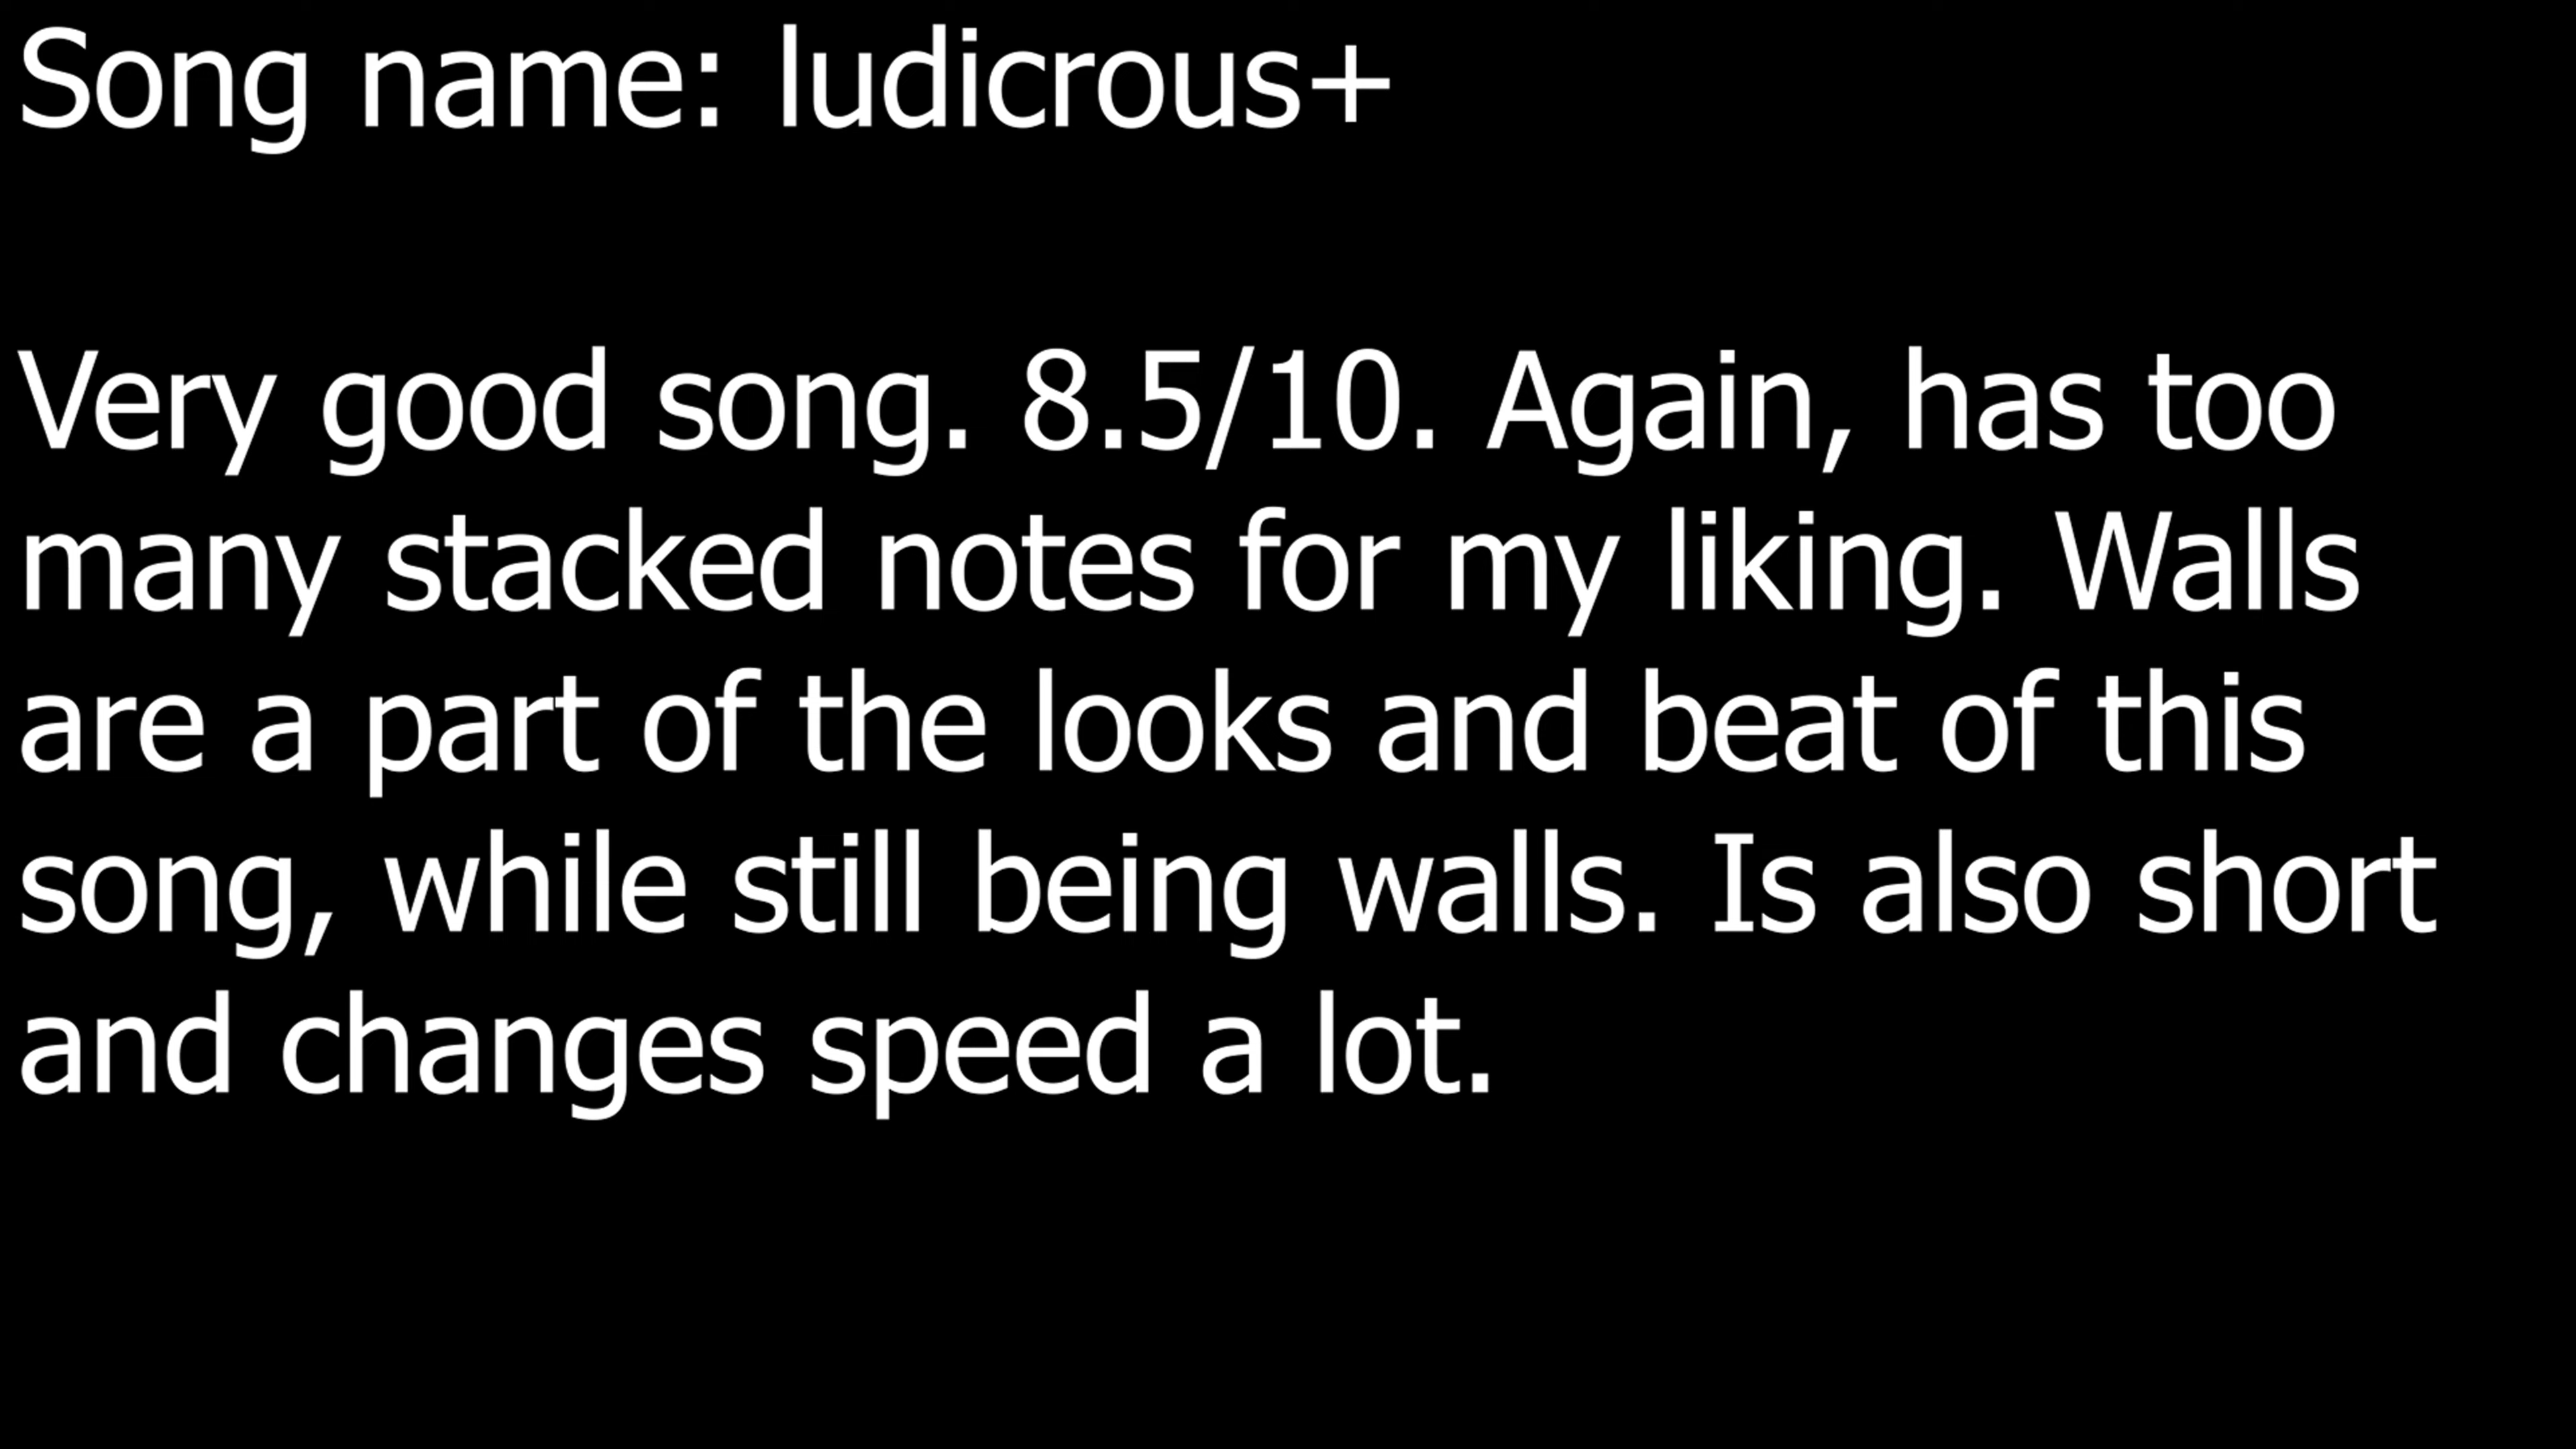 Song name: ludicrous+
Very good song. 8.5/10. Again, has too
many stacked notes for my liking. Walls
are a part of the looks and beat of this
song, while still being walls. Is also short
and changes speed a lot.